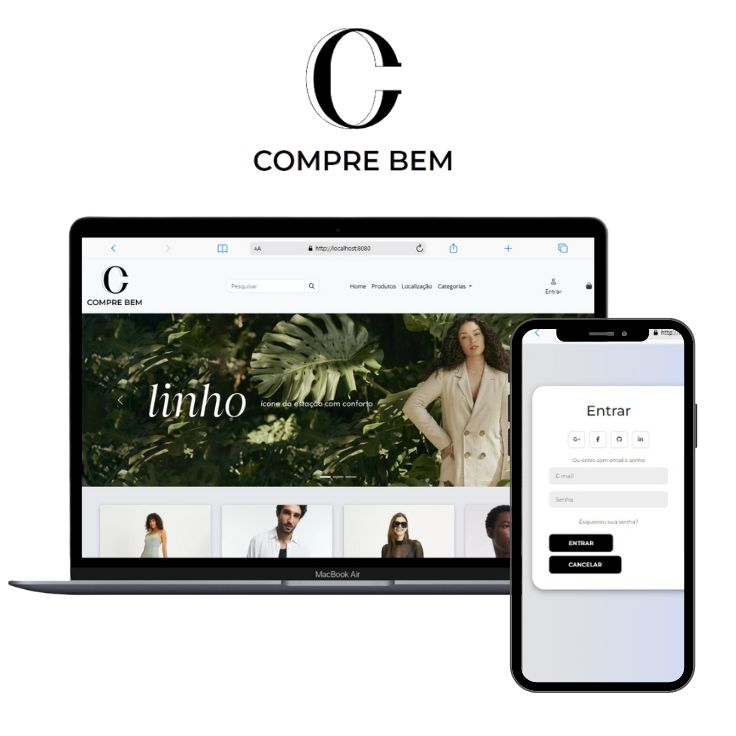 COMPRE BEM
AA
http://localhost:8080
COMPRE BEM
Pesquisar
Home Produtos Localização Categorias
Entrar
linho
ícone da estação com conforto
MacBook Air
http://
Entrar
G+
f
in
Ou entre com email e senha
E-mail
Senha
Esqueceu sua senha?
ENTRAR
CANCELAR